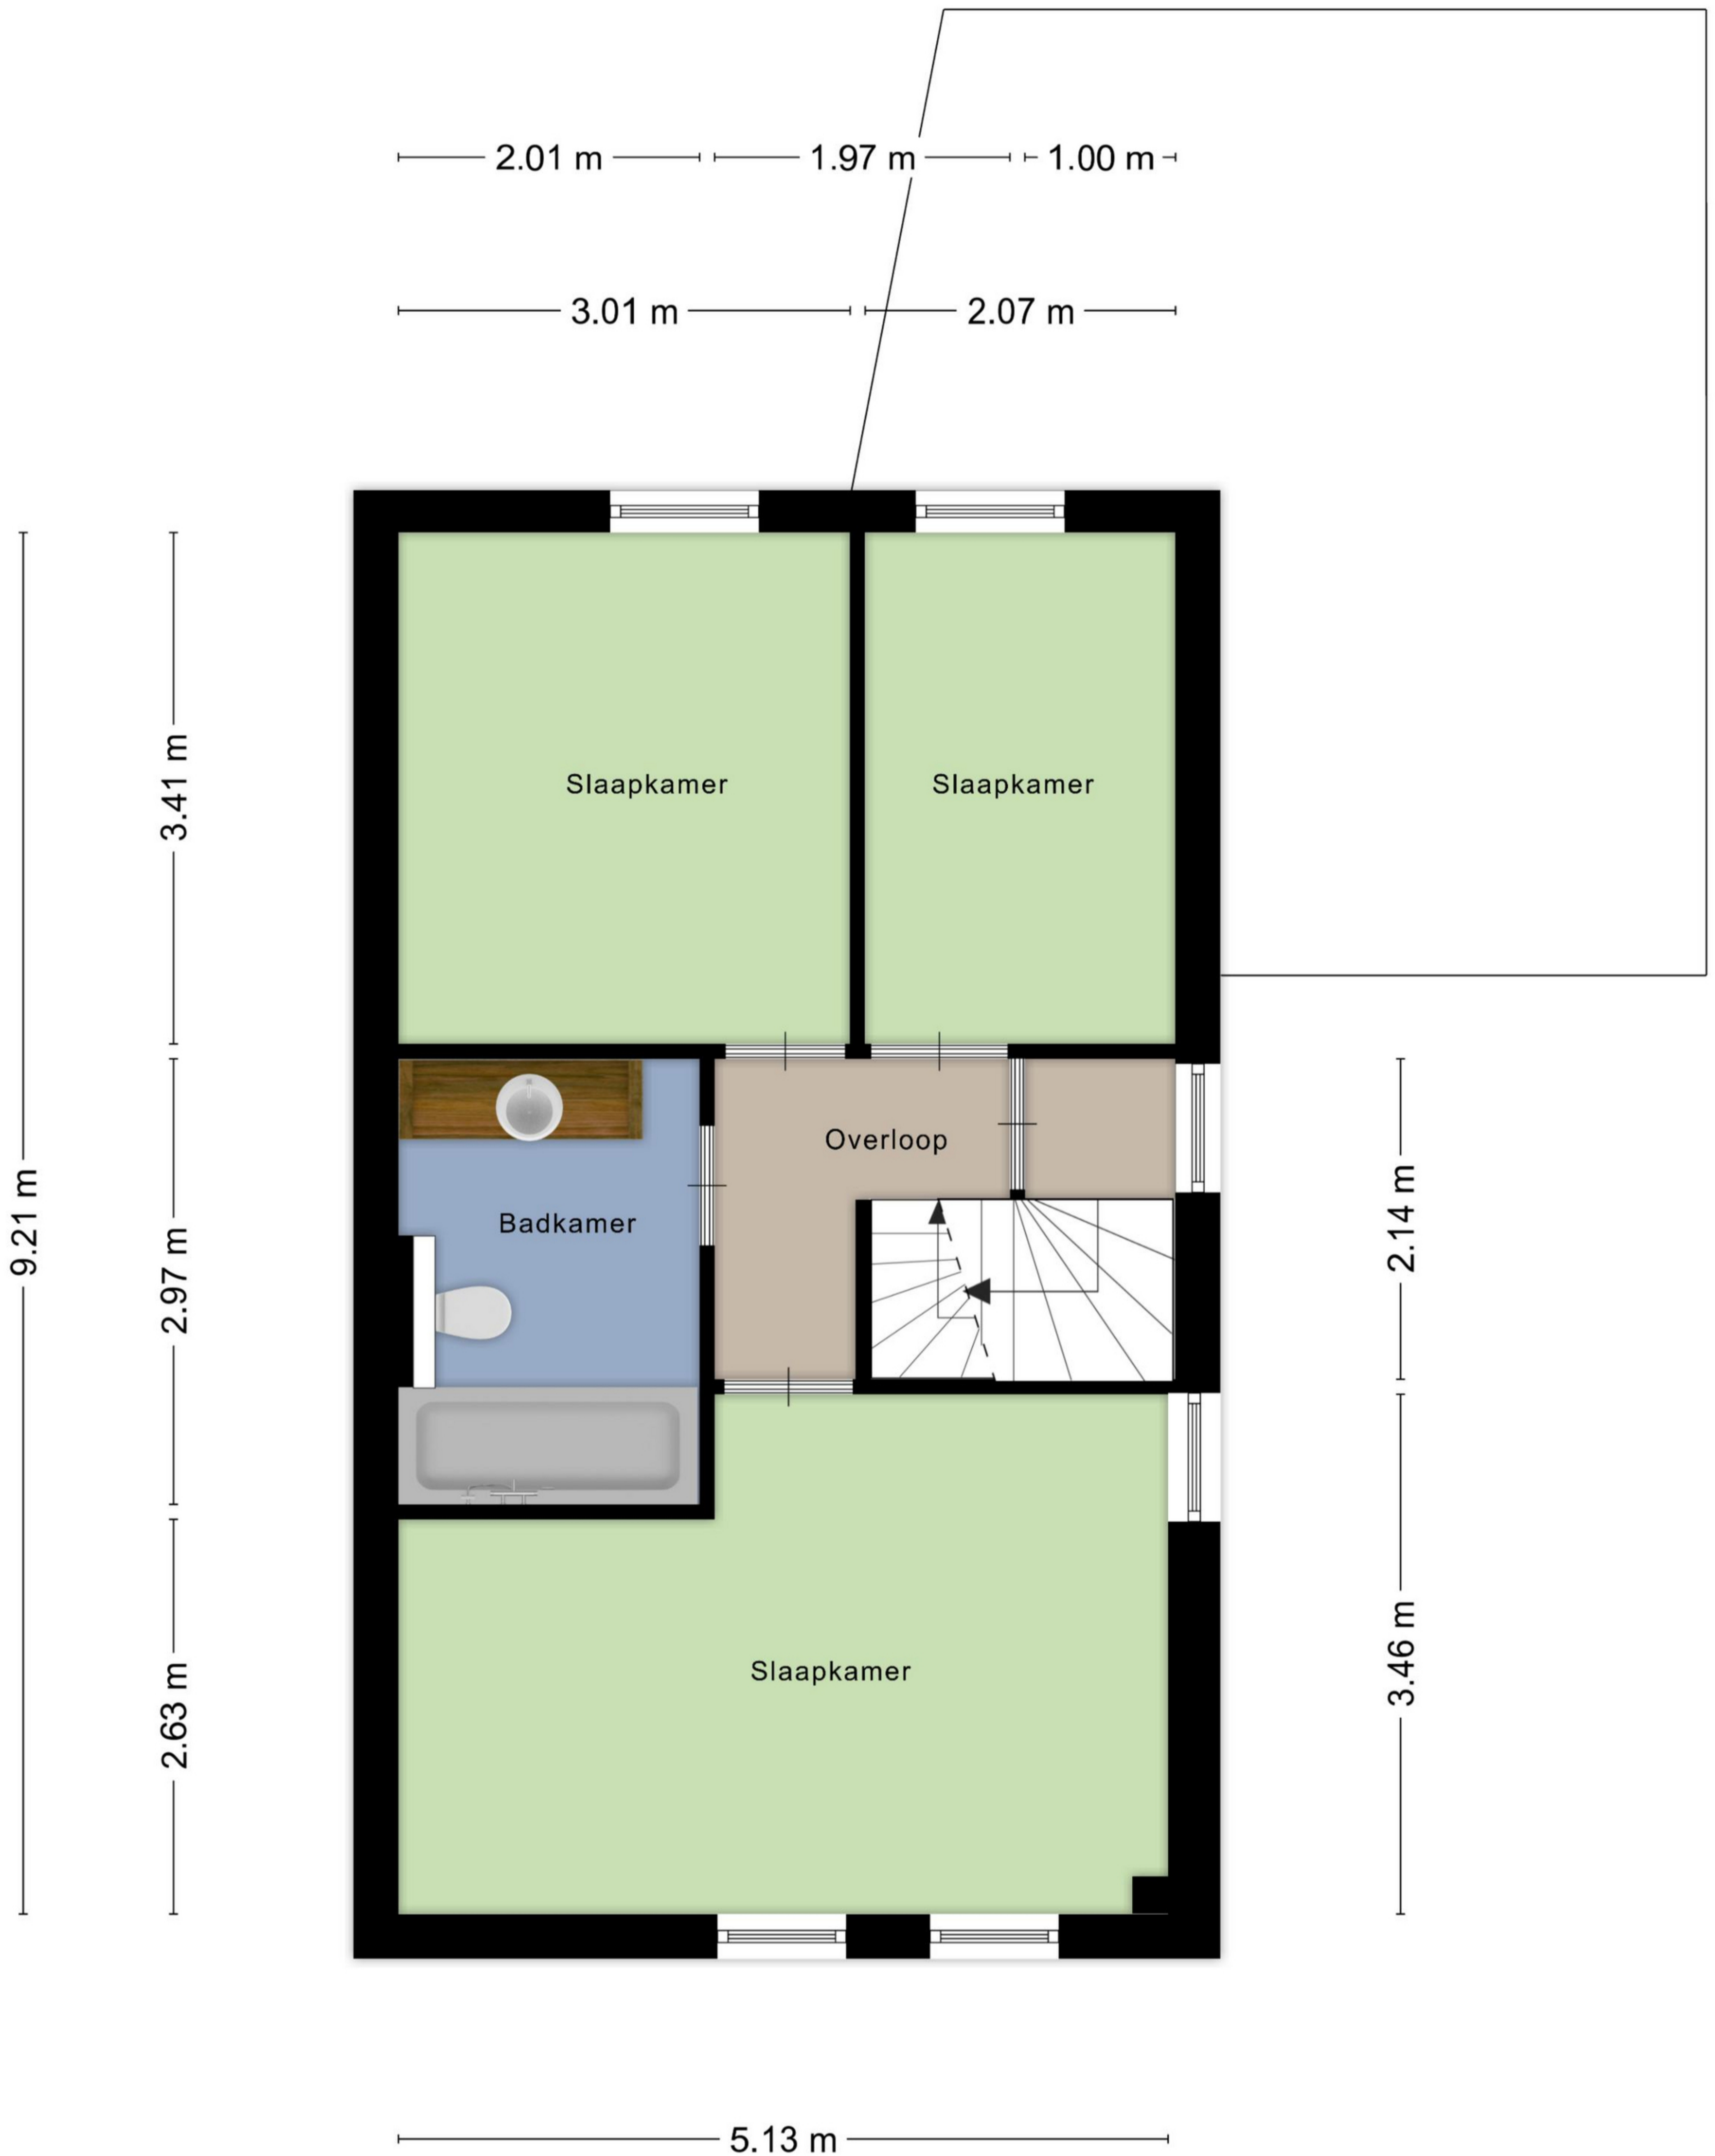 2.01 m
1.97 m
1.00 m
3.01 m
2.07 m
3.41 m
Slaapkamer
Slaapkamer
9.21 m
2.97 m
Overloop
2.14 m
Badkamer
2.63 m
Slaapkamer
3.46 m
5.13 m